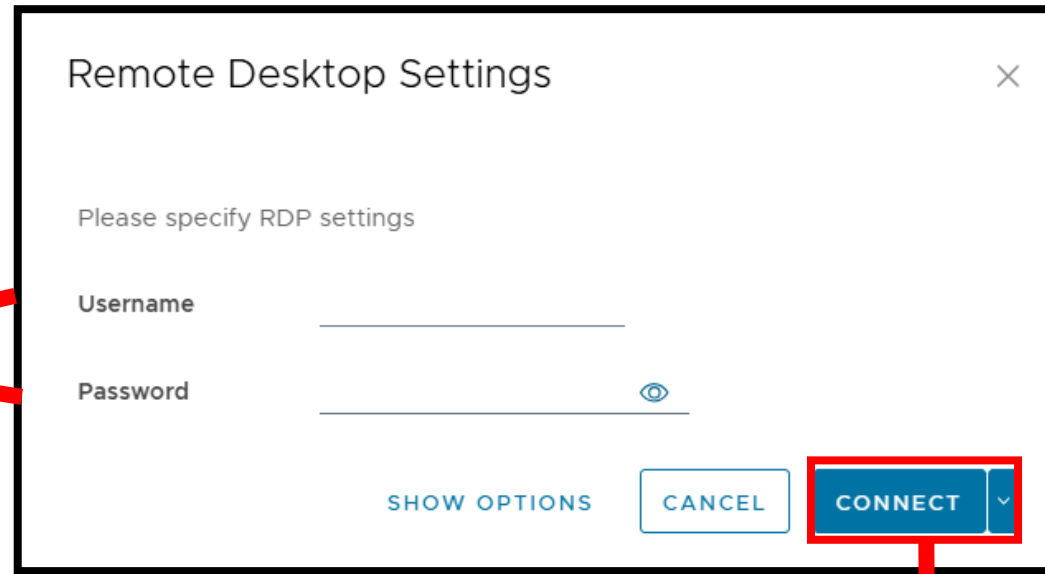 Remote Desktop Settings
Please specify RDP settings
Username
Password
SHOW OPTIONS CANCEL CONNECT